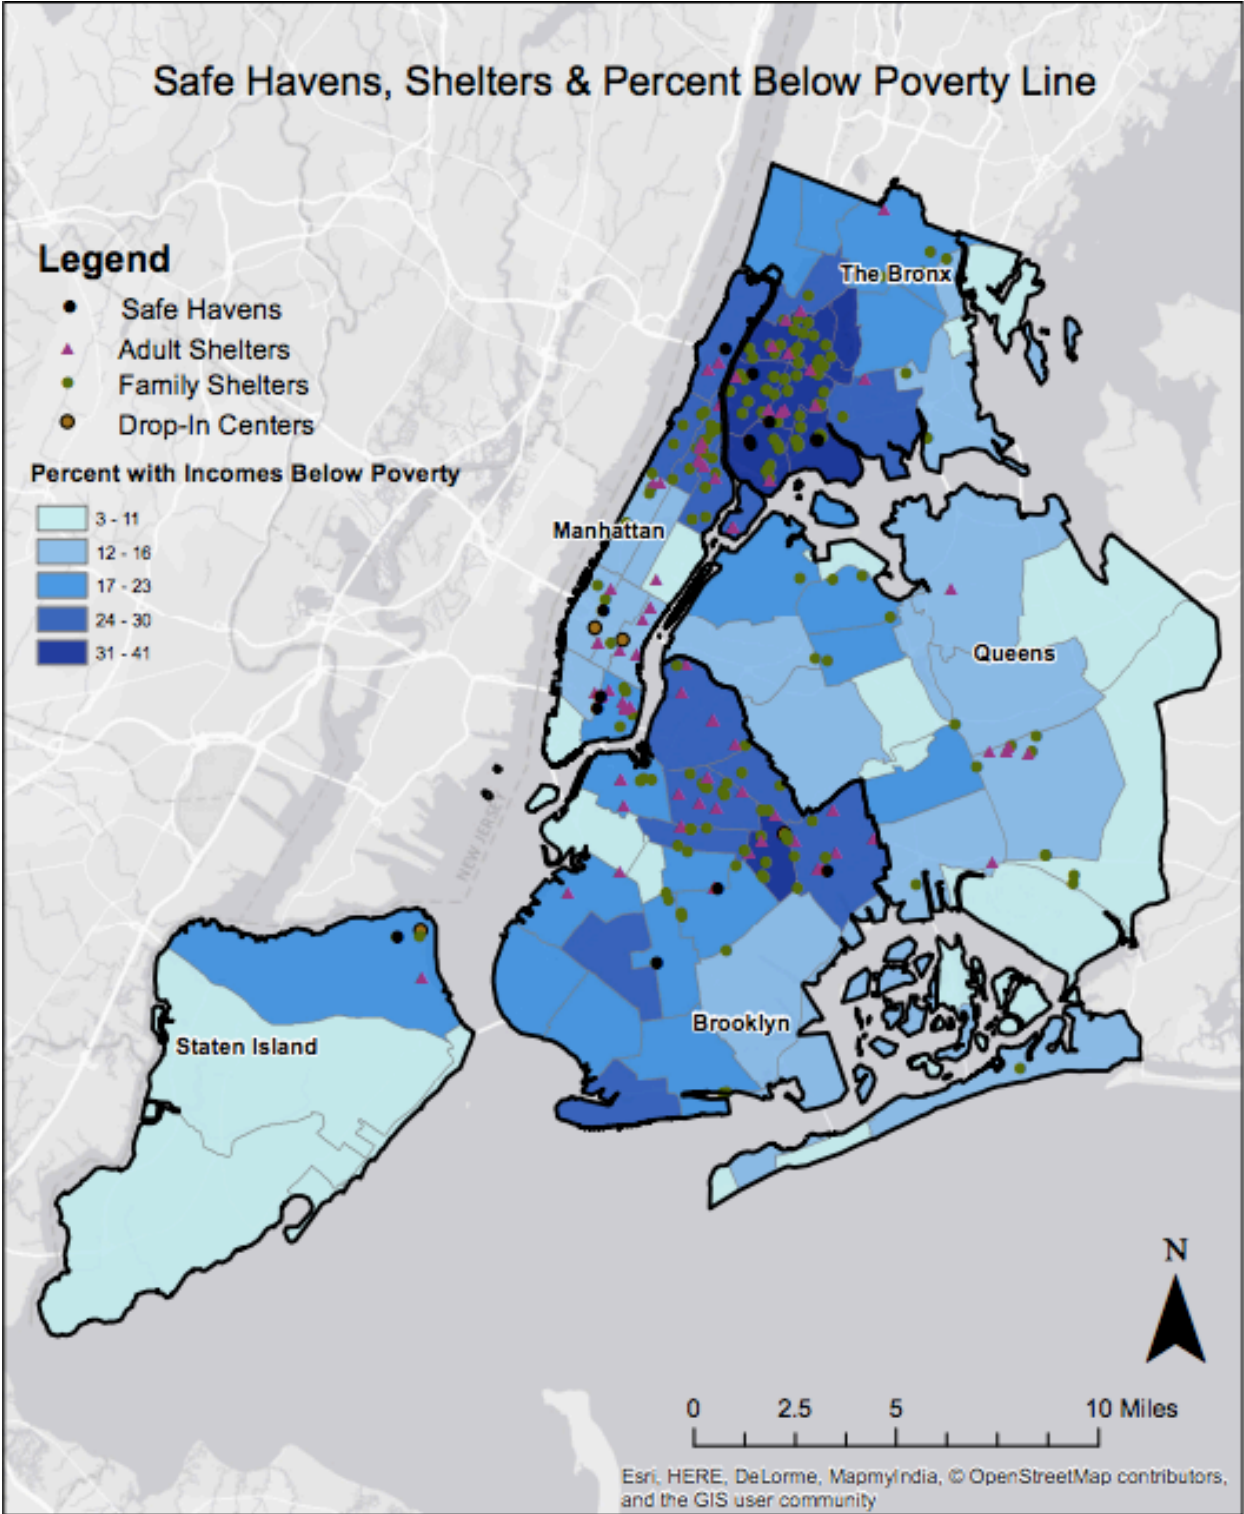 Safe Havens, Shelters & Percent Below Poverty Line
Legend
Safe Havens
Adult Shelters
Family Shelters
Drop-In Centers
Percent with Incomes Below Poverty
3 - 11
12 - 16
17 - 23
24 - 30
31 - 41
The Bronx
Manhattan
Queens
NEW JERSEY
Brooklyn
Staten Island
N
0 2.5 5 10 Miles
Esri, HERE, DeLorme, MapmyIndia, © OpenStreetMap contributors,
and the GIS user community